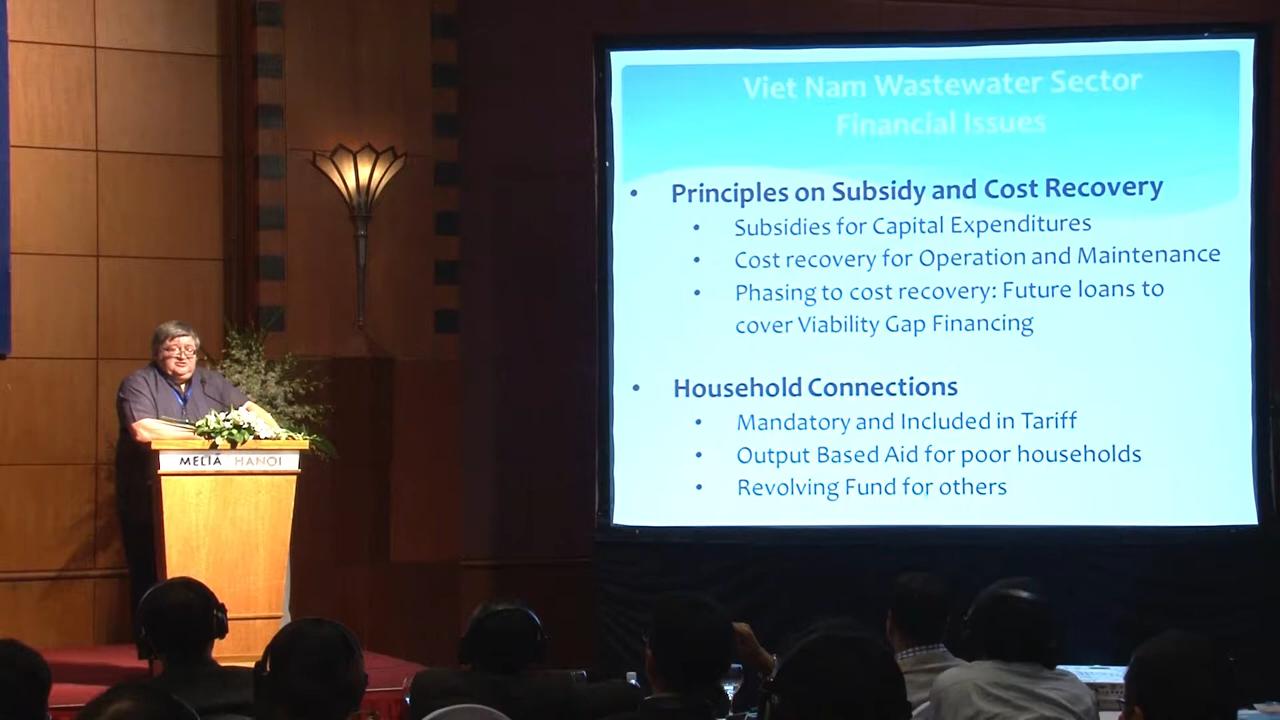 Viet Nam Wastewater Sector
Financial Issues
• Principles on Subsidy and Cost Recovery
• Subsidies for Capital Expenditures
• Cost recovery for Operation and Maintenance
• Phasing to cost recovery: Future loans to
cover Viability Gap Financing
• Household Connections
• Mandatory and Included in Tariff
• Output Based Aid for poor households
• Revolving Fund for others
MELIÃ HANOI